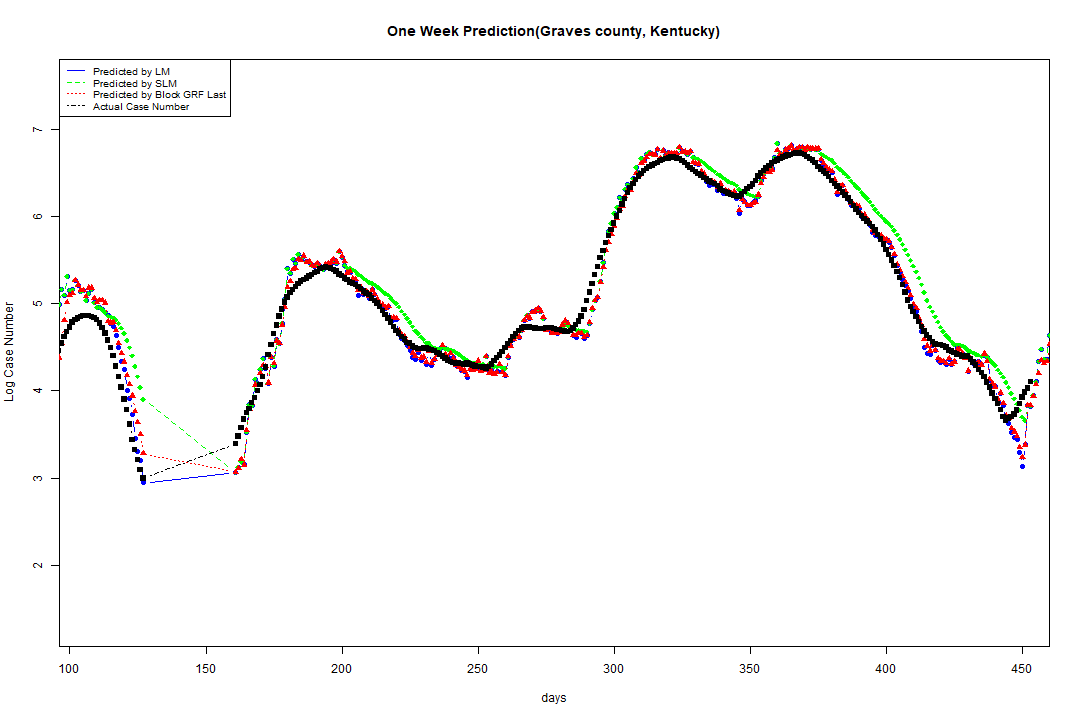 One Week Prediction(Graves county, Kentucky)
Predicted by LM
Predicted by SLM
Predicted by Block GRF Last
Actual Case Number
Log Case Number
7
6
5
4
3
2
100 150 200 250 300 350 400 450
days